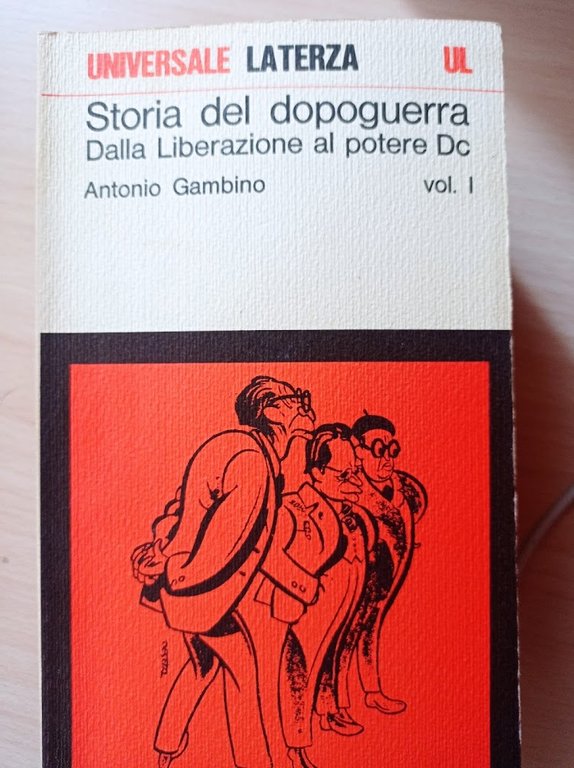 UNIVERSALE LATERZA UL
Storia del dopoguerra
Dalla Liberazione al potere Dc
Antonio Gambino vol. I